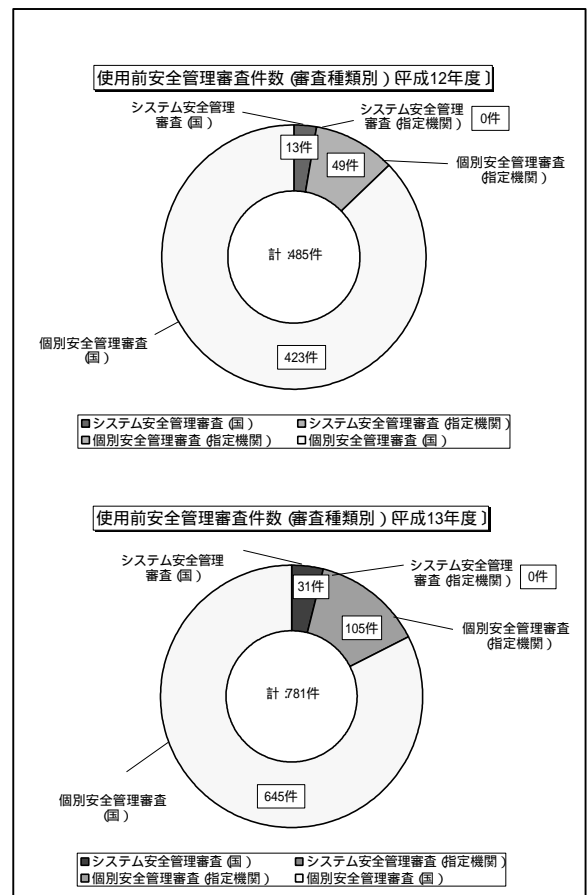 使用前安全管理審査件数（審査種類別）〔平成12年度〕
システム安全管理
審査（国）
システム安全管理
審査（指定機関）
0件
13件
49件
個別安全管理審査
（指定機関）
計:485件
個別安全管理審査
（国）
423件
■システム安全管理審査（国） ■システム安全管理審査（指定機関）
■個別安全管理審査（指定機関） □個別安全管理審査（国）
使用前安全管理審査件数（審査種類別）〔平成13年度〕
システム安全管理
審査（国）
システム安全管理
審査（指定機関）
0件
31件
105件
個別安全管理審査
（指定機関）
計:781件
個別安全管理審査
（国）
645件
■システム安全管理審査（国） ■システム安全管理審査（指定機関）
■個別安全管理審査（指定機関） □個別安全管理審査（国）